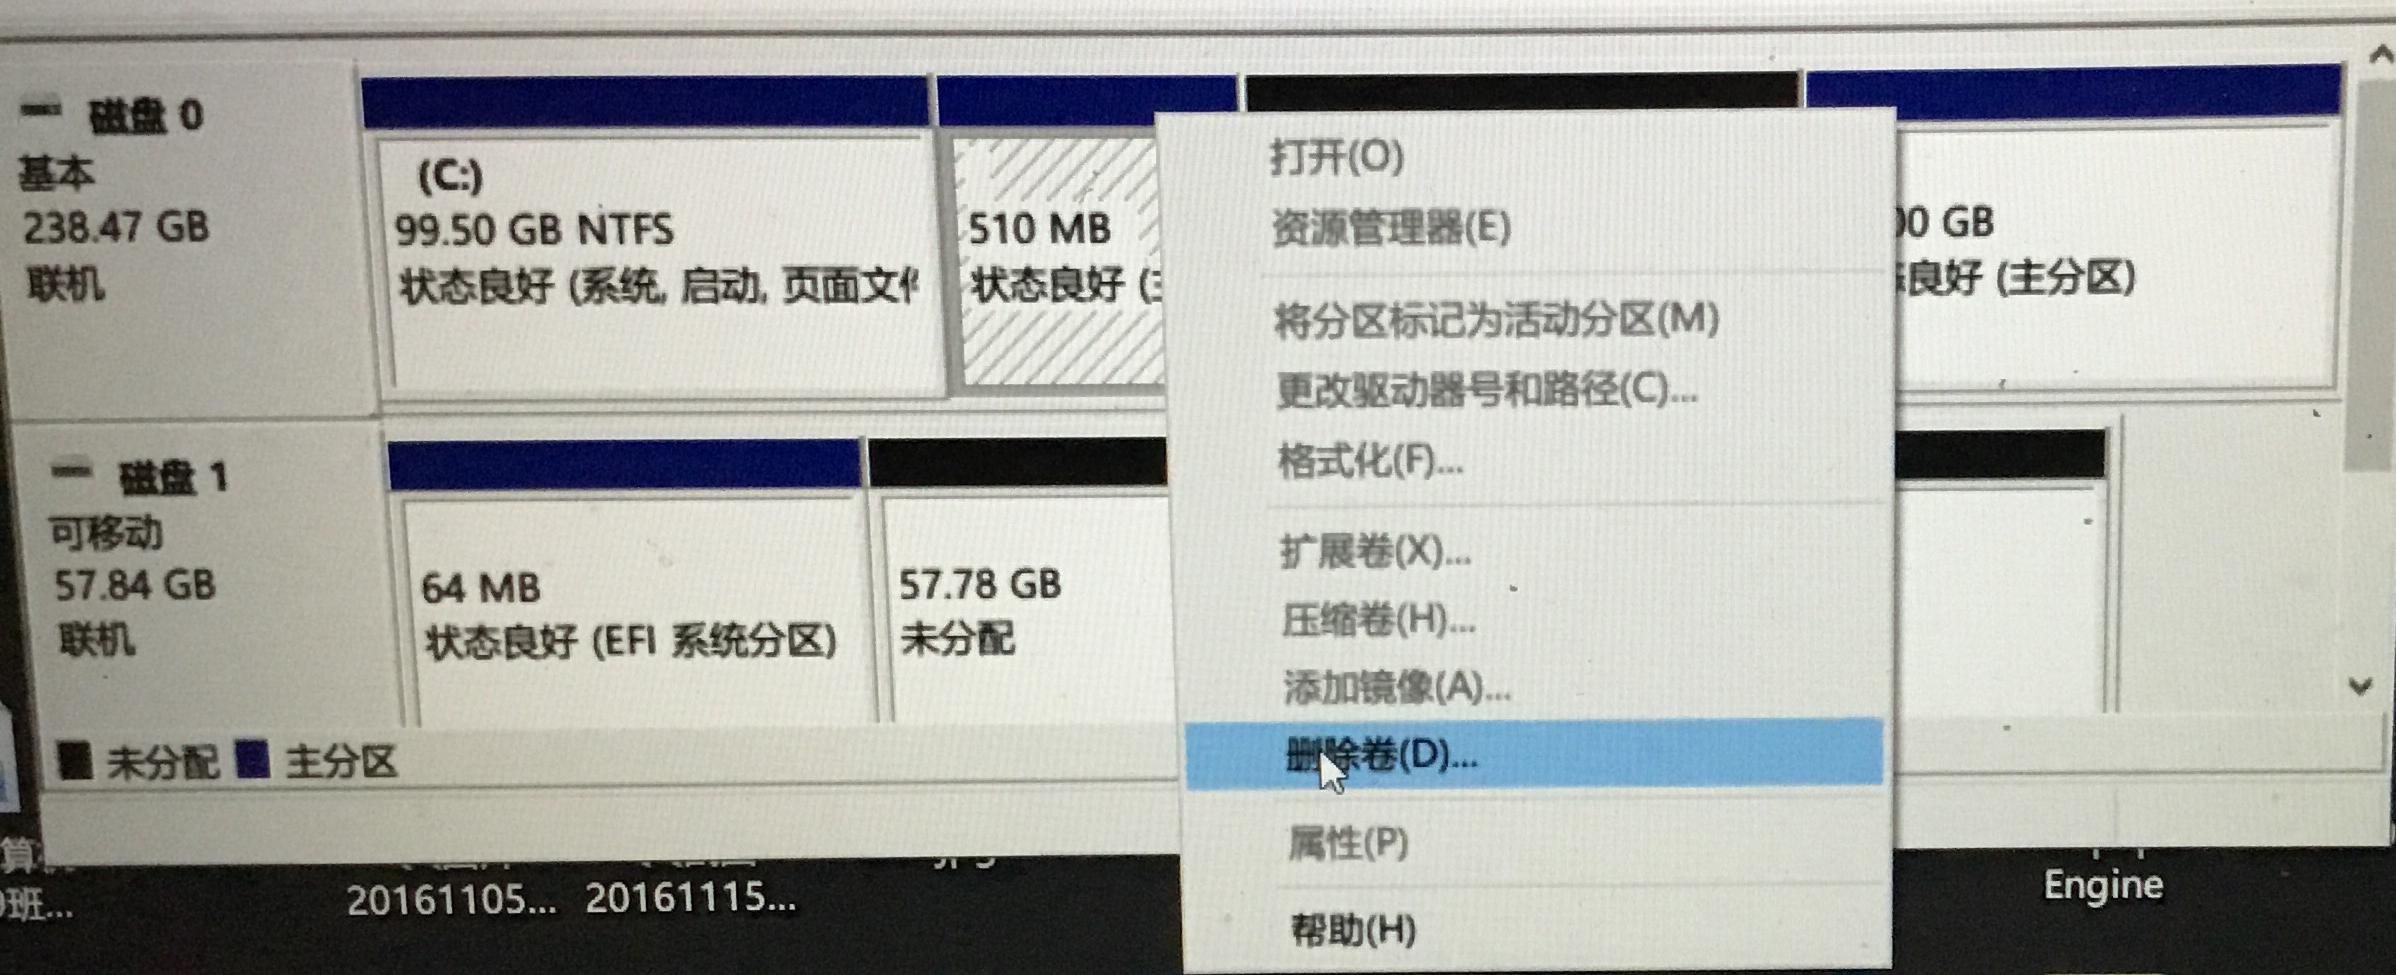 磁盘 0
基本
238.47 GB
联机
(C:)
99.50 GB NTFS
状态良好 (系统, 启动, 页面文件
510 MB
状态良好 (主
00 GB
态良好 (主分区)
磁盘 1
可移动
57.84 GB
联机
64 MB
状态良好 (EFI 系统分区)
57.78 GB
未分配
打开(O)
资源管理器(E)
将分区标记为活动分区(M)
更改驱动器号和路径(C)...
格式化(F)...
扩展卷(X)...
压缩卷(H)...
添加镜像(A)...
删除卷(D)...
属性(P)
帮助(H)
未分配 主分区
班...
20161105...
20161115...
Engine